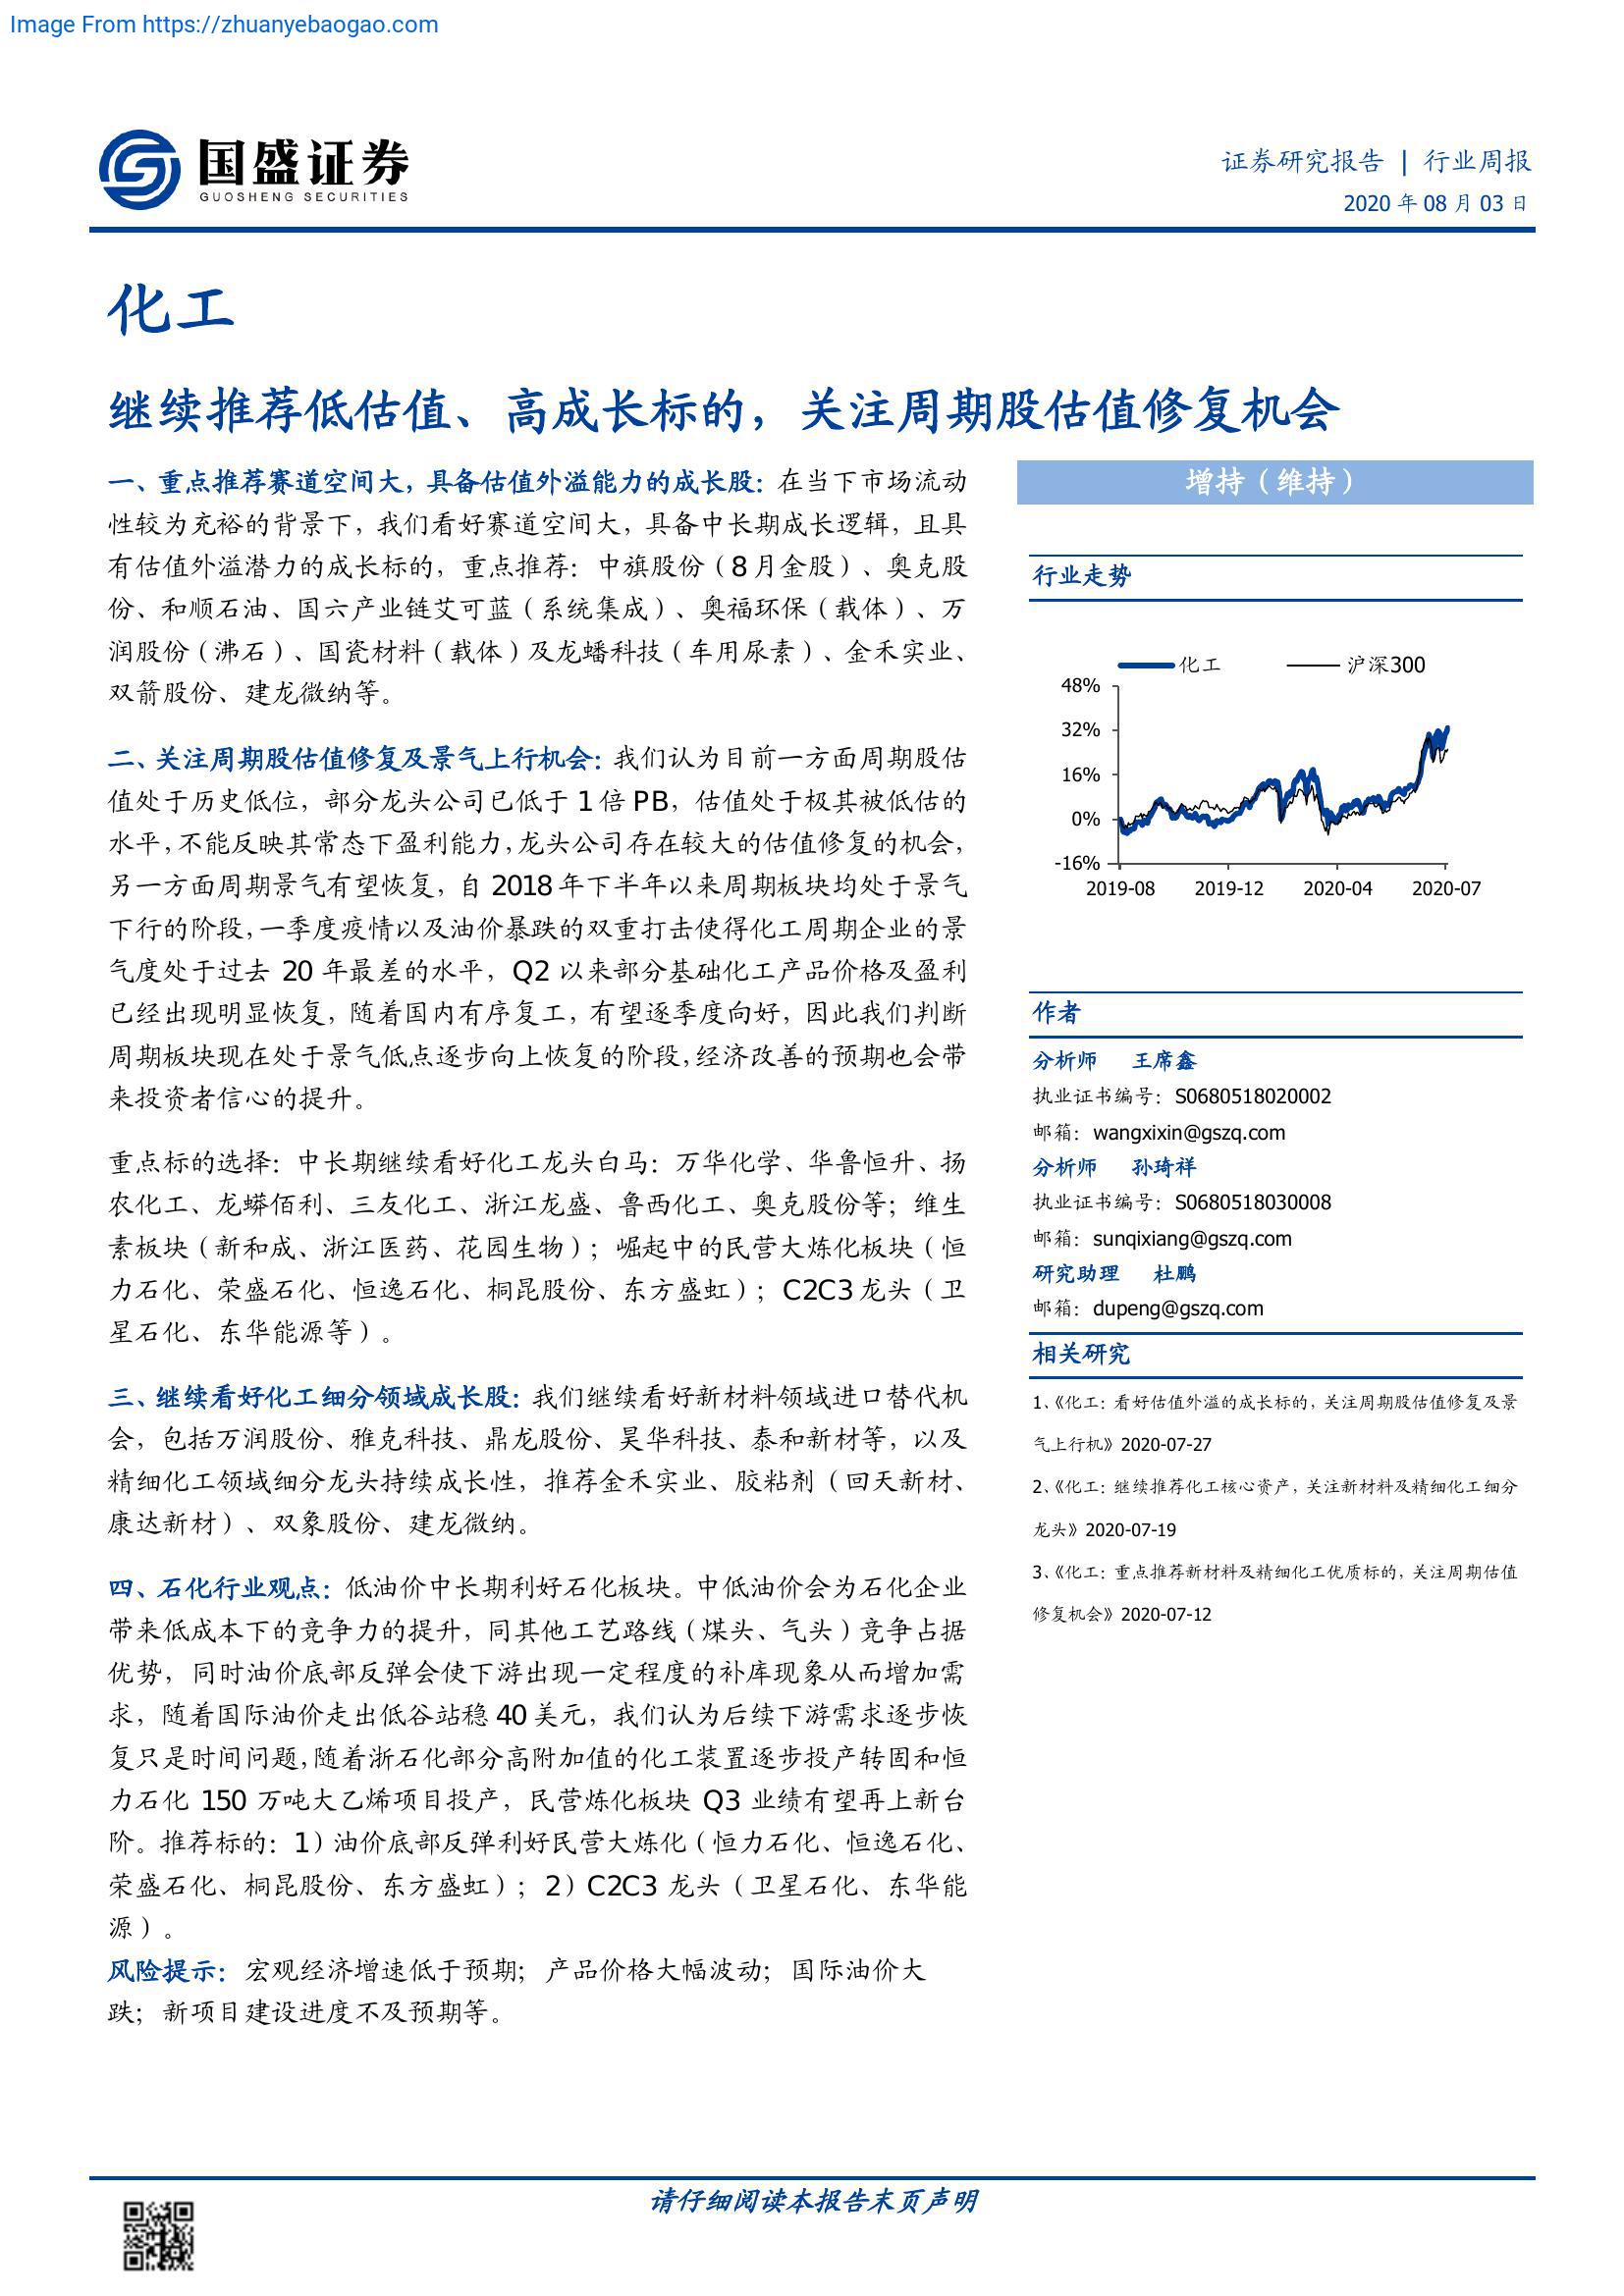 Image From https://zhuanyebaogao.com
国盛证券
GUOSHENG SECURITIES
证券研究报告 | 行业周报
2020 年 08 月 03 日
化工
继续推荐低估值、高成长标的，关注周期股估值修复机会
一、重点推荐赛道空间大，具备估值外溢能力的成长股：在当下市场流动
性较为充裕的背景下，我们看好赛道空间大，具备中长期成长逻辑，且具
有估值外溢潜力的成长标的，重点推荐：中旗股份（8 月金股）、奥克股
份、和顺石油、国六产业链艾可蓝（系统集成）、奥福环保（载体）、万
润股份（沸石）、国瓷材料（载体）及龙蟠科技（车用尿素）、金禾实业、
双箭股份、建龙微纳等。
二、关注周期股估值修复及景气上行机会：我们认为目前一方面周期股估
值处于历史低位，部分龙头公司已低于 1 倍 PB，估值处于极其被低估的
水平，不能反映其常态下盈利能力，龙头公司存在较大的估值修复的机会，
另一方面周期景气有望恢复，自 2018 年下半年以来周期板块均处于景气
下行的阶段，一季度疫情以及油价暴跌的双重打击使得化工周期企业的景
气度处于过去 20 年最差的水平，Q2 以来部分基础化工产品价格及盈利
已经出现明显恢复，随着国内有序复工，有望逐季度向好，因此我们判断
周期板块现在处于景气低点逐步向上恢复的阶段，经济改善的预期也会带
来投资者信心的提升。
重点标的选择：中长期继续看好化工龙头白马：万华化学、华鲁恒升、扬
农化工、龙蟒佰利、三友化工、浙江龙盛、鲁西化工、奥克股份等；维生
素板块（新和成、浙江医药、花园生物）；崛起中的民营大炼化板块（恒
力石化、荣盛石化、恒逸石化、桐昆股份、东方盛虹）；C2C3 龙头（卫
星石化、东华能源等）。
三、继续看好化工细分领域成长股：我们继续看好新材料领域进口替代机
会，包括万润股份、雅克科技、鼎龙股份、昊华科技、泰和新材等，以及
精细化工领域细分龙头持续成长性，推荐金禾实业、胶粘剂（回天新材、
康达新材）、双象股份、建龙微纳。
四、石化行业观点：低油价中长期利好石化板块。中低油价会为石化企业
带来低成本下的竞争力的提升，同其他工艺路线（煤头、气头）竞争占据
优势，同时油价底部反弹会使下游出现一定程度的补库现象从而增加需
求，随着国际油价走出低谷站稳 40 美元，我们认为后续下游需求逐步恢
复只是时间问题，随着浙石化部分高附加值的化工装置逐步投产转固和恒
力石化 150 万吨大乙烯项目投产，民营炼化板块 Q3 业绩有望再上新台
阶。推荐标的：1）油价底部反弹利好民营大炼化（恒力石化、恒逸石化、
荣盛石化、桐昆股份、东方盛虹）；2）C2C3 龙头（卫星石化、东华能
源）。
风险提示：宏观经济增速低于预期；产品价格大幅波动；国际油价大
跌；新项目建设进度不及预期等。
增持（维持）
行业走势
化工 沪深300
48%
32%
16%
0%
-16%
2019-08 2019-12 2020-04 2020-07
作者
分析师 王席鑫
执业证书编号：S0680518020002
邮箱：wangxixin@gszq.com
分析师 孙琦祥
执业证书编号：S0680518030008
邮箱：sunqixiang@gszq.com
研究助理 杜鹏
邮箱：dupeng@gszq.com
相关研究
1、《化工：看好估值外溢的成长标的，关注周期股估值修复及景
气上行机》2020-07-27
2、《化工：继续推荐化工核心资产，关注新材料及精细化工细分
龙头》2020-07-19
3、《化工：重点推荐新材料及精细化工优质标的，关注周期估值
修复机会》2020-07-12
请仔细阅读本报告末页声明